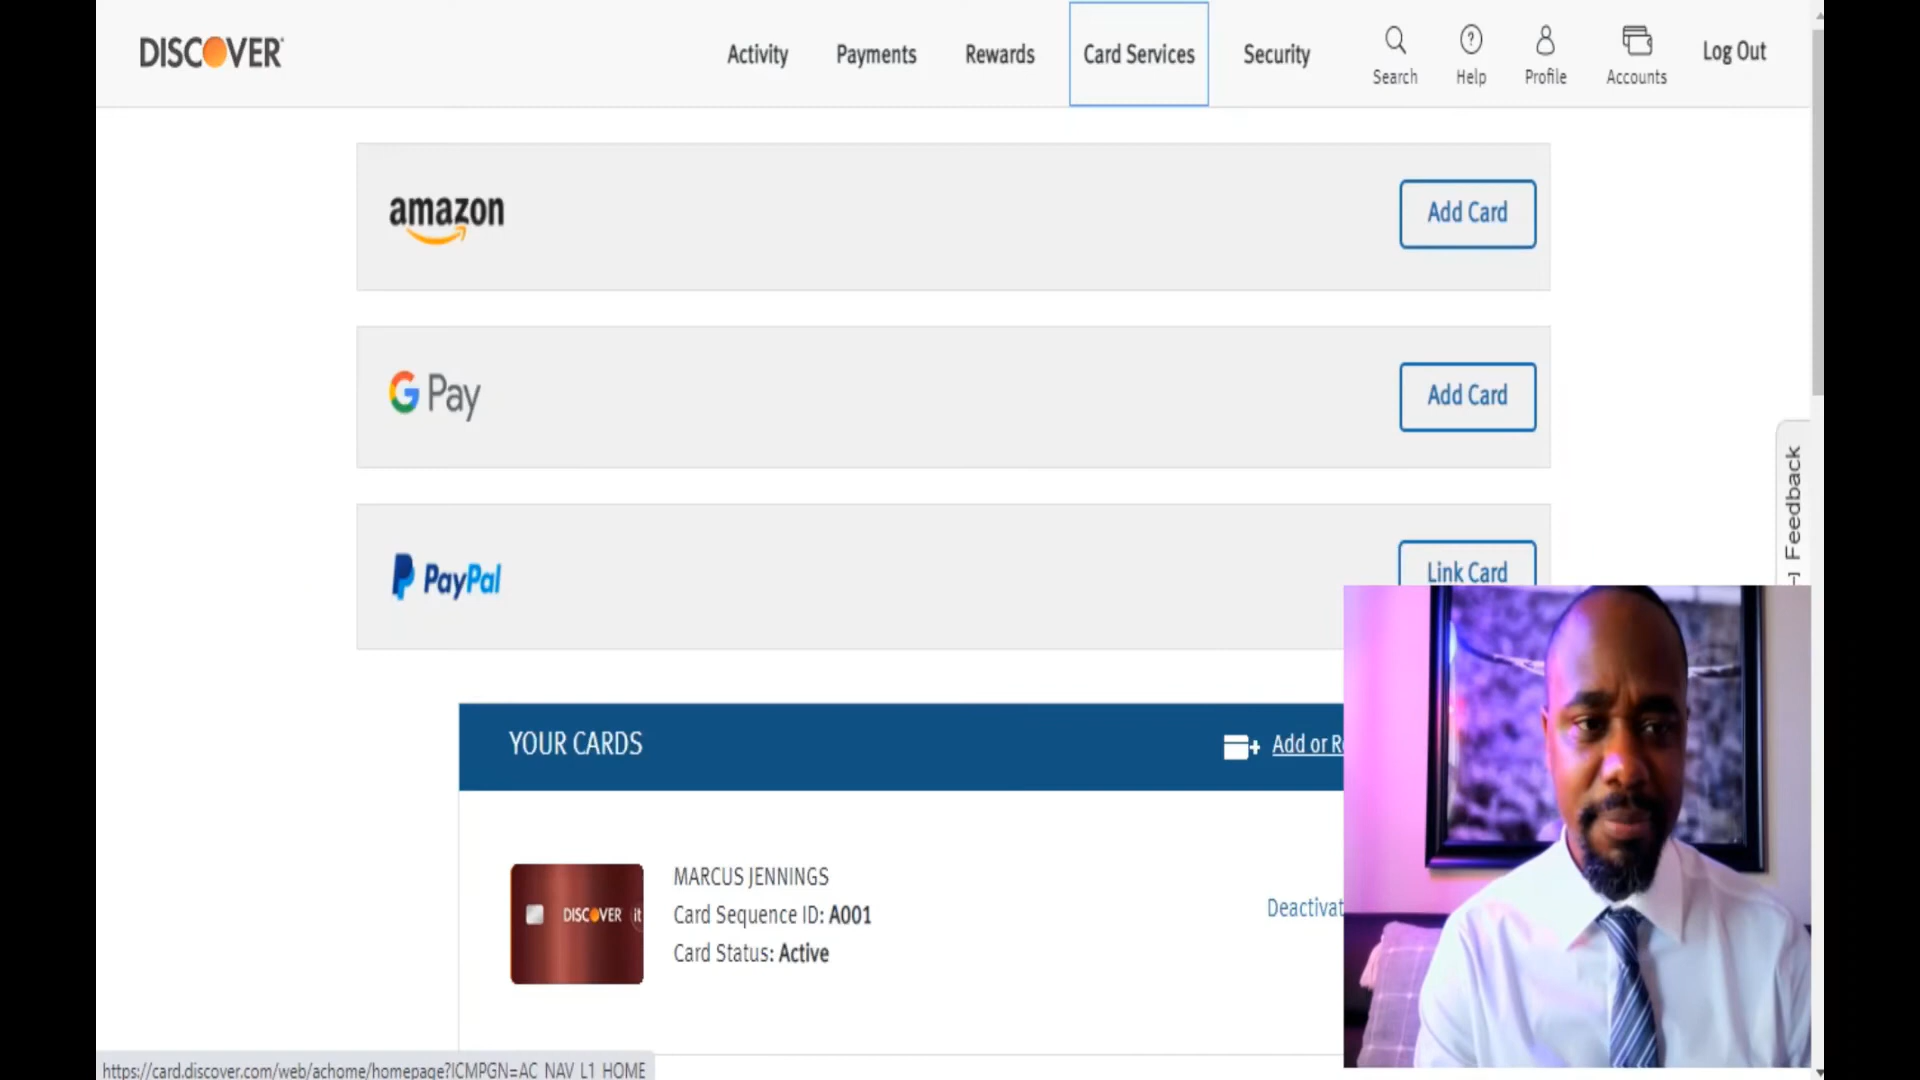 DISCOVER
Activity
Payments
Rewards
Card Services
Security
Search
Help
Profile
Accounts
Log Out
amazon
Add Card
G Pay
Add Card
PayPal
Link Card
Feedback
YOUR CARDS
Add or R
DISCOVER it
MARCUS JENNINGS
Card Sequence ID: A001
Card Status: Active
Deactivat
https://card.discover.com/web/achome/homepage?ICMPGN=AC_NAV_L1_HOME